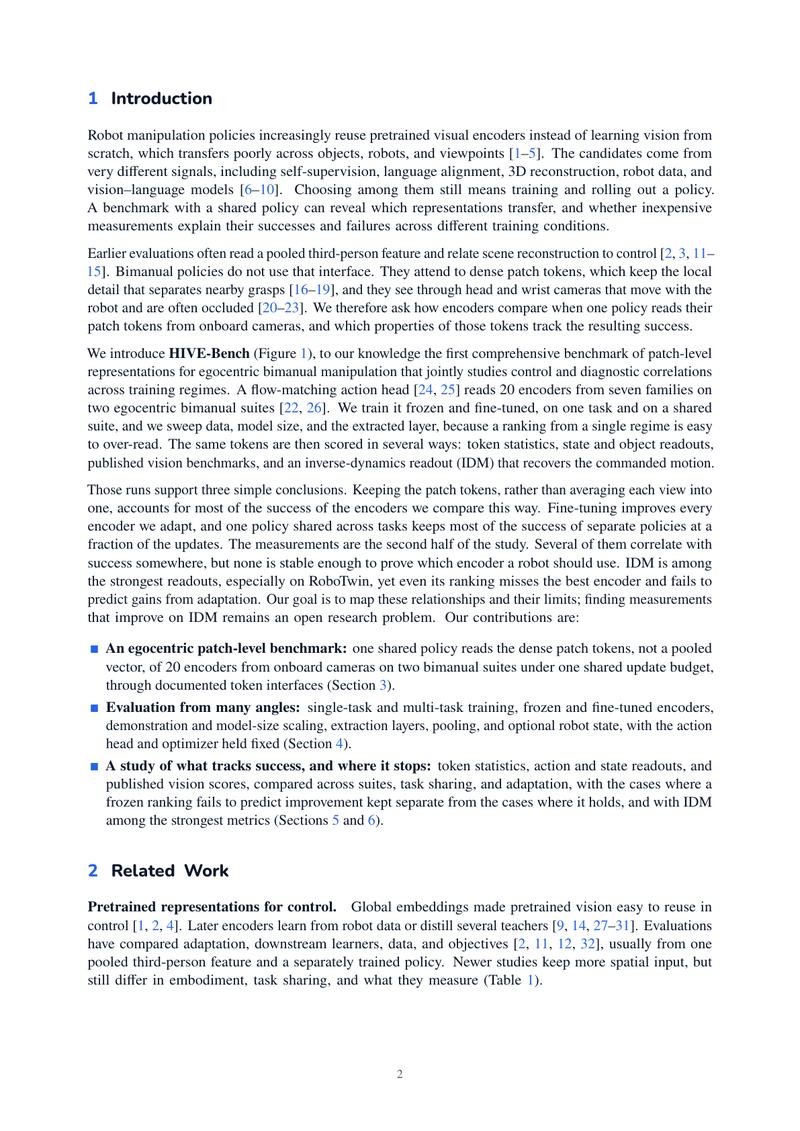 1 Introduction
Robot manipulation policies increasingly reuse pretrained visual encoders instead of learning vision from
scratch, which transfers poorly across objects, robots, and viewpoints [1–5]. The candidates come from
very different signals, including self-supervision, language alignment, 3D reconstruction, robot data, and
vision–language models [6–10]. Choosing among them still means training and rolling out a policy.
A benchmark with a shared policy can reveal which representations transfer, and whether inexpensive
measurements explain their successes and failures across different training conditions.
Earlier evaluations often read a pooled third-person feature and relate scene reconstruction to control [2, 3, 11–
15]. Bimanual policies do not use that interface. They attend to dense patch tokens, which keep the local
detail that separates nearby grasps [16–19], and they see through head and wrist cameras that move with the
robot and are often occluded [20–23]. We therefore ask how encoders compare when one policy reads their
patch tokens from onboard cameras, and which properties of those tokens track the resulting success.
We introduce HIVE-Bench (Figure 1), to our knowledge the first comprehensive benchmark of patch-level
representations for egocentric bimanual manipulation that jointly studies control and diagnostic correlations
across training regimes. A flow-matching action head [24, 25] reads 20 encoders from seven families on
two egocentric bimanual suites [22, 26]. We train it frozen and fine-tuned, on one task and on a shared
suite, and we sweep data, model size, and the extracted layer, because a ranking from a single regime is easy
to over-read. The same tokens are then scored in several ways: token statistics, state and object readouts,
published vision benchmarks, and an inverse-dynamics readout (IDM) that recovers the commanded motion.
Those runs support three simple conclusions. Keeping the patch tokens, rather than averaging each view into
one, accounts for most of the success of the encoders we compare this way. Fine-tuning improves every
encoder we adapt, and one policy shared across tasks keeps most of the success of separate policies at a
fraction of the updates. The measurements are the second half of the study. Several of them correlate with
success somewhere, but none is stable enough to prove which encoder a robot should use. IDM is among
the strongest readouts, especially on RoboTwin, yet even its ranking misses the best encoder and fails to
predict gains from adaptation. Our goal is to map these relationships and their limits; finding measurements
that improve on IDM remains an open research problem. Our contributions are:
■ An egocentric patch-level benchmark: one shared policy reads the dense patch tokens, not a pooled
vector, of 20 encoders from onboard cameras on two bimanual suites under one shared update budget,
through documented token interfaces (Section 3).
■ Evaluation from many angles: single-task and multi-task training, frozen and fine-tuned encoders,
demonstration and model-size scaling, extraction layers, pooling, and optional robot state, with the action
head and optimizer held fixed (Section 4).
■ A study of what tracks success, and where it stops: token statistics, action and state readouts, and
published vision scores, compared across suites, task sharing, and adaptation, with the cases where a
frozen ranking fails to predict improvement kept separate from the cases where it holds, and with IDM
among the strongest metrics (Sections 5 and 6).
2 Related Work
Pretrained representations for control. Global embeddings made pretrained vision easy to reuse in
control [1, 2, 4]. Later encoders learn from robot data or distill several teachers [9, 14, 27–31]. Evaluations
have compared adaptation, downstream learners, data, and objectives [2, 11, 12, 32], usually from one
pooled third-person feature and a separately trained policy. Newer studies keep more spatial input, but
still differ in embodiment, task sharing, and what they measure (Table 1).
2